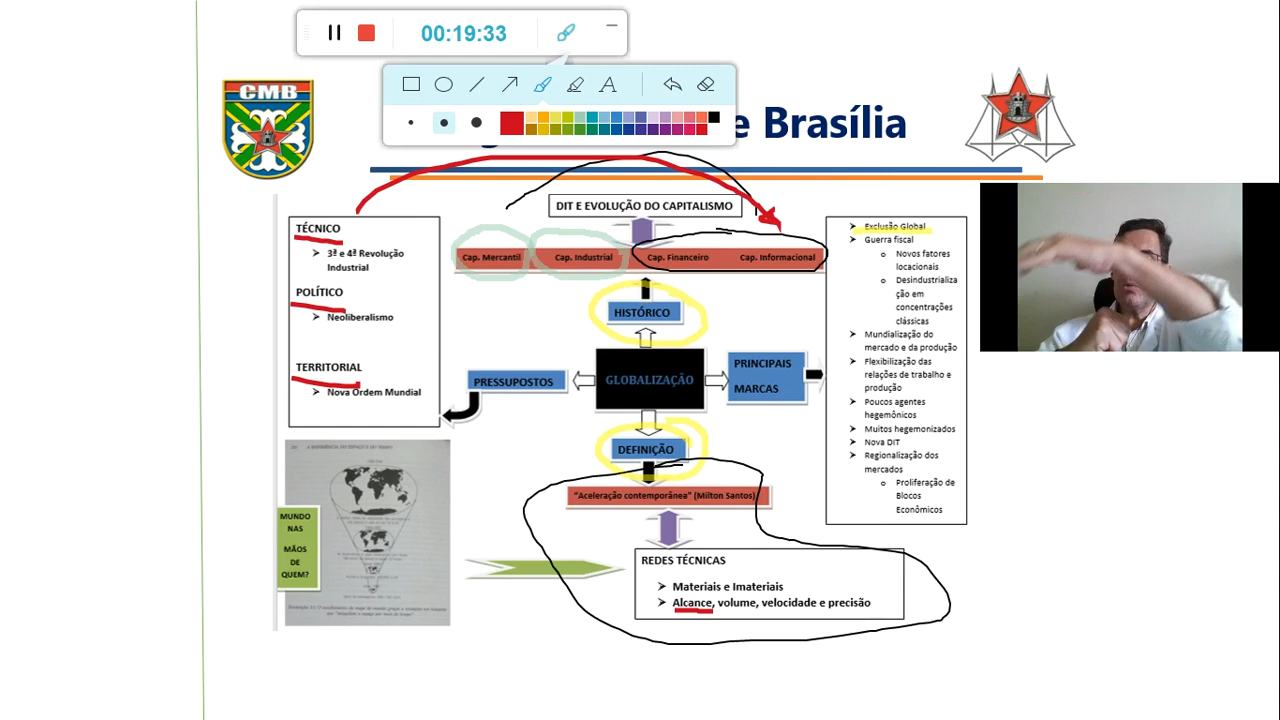 00:19:33
A
CMB
e Brasília
DIT E EVOLUÇÃO DO CAPITALISMO
TÉCNICO
3ª e 4ª Revolução
Industrial
POLÍTICO
Neoliberalismo
TERRITORIAL
Nova Ordem Mundial
Cap. Mercantil
Cap. Industrial
Cap. Financeiro
Cap. Informacional
HISTÓRICO
GLOBALIZAÇÃO
PRESSUPOSTOS
PRINCIPAIS
MARCAS
DEFINIÇÃO
"Aceleração contemporânea" (Milton Santos)
REDES TÉCNICAS
Materiais e Imateriais
Alcance, volume, velocidade e precisão
Exclusão Global
Guerra fiscal
Novos fatores
locacionais
Desindustrializa
ção em
concentrações
clássicas
Mundialização do
mercado e da produção
Flexibilização das
relações de trabalho e
produção
Poucos agentes
hegemônicos
Muitos hegemonizados
Nova DIT
Regionalização dos
mercados
Proliferação de
Blocos
Econômicos
MUNDO
NAS
MÃOS
DE
QUEM?